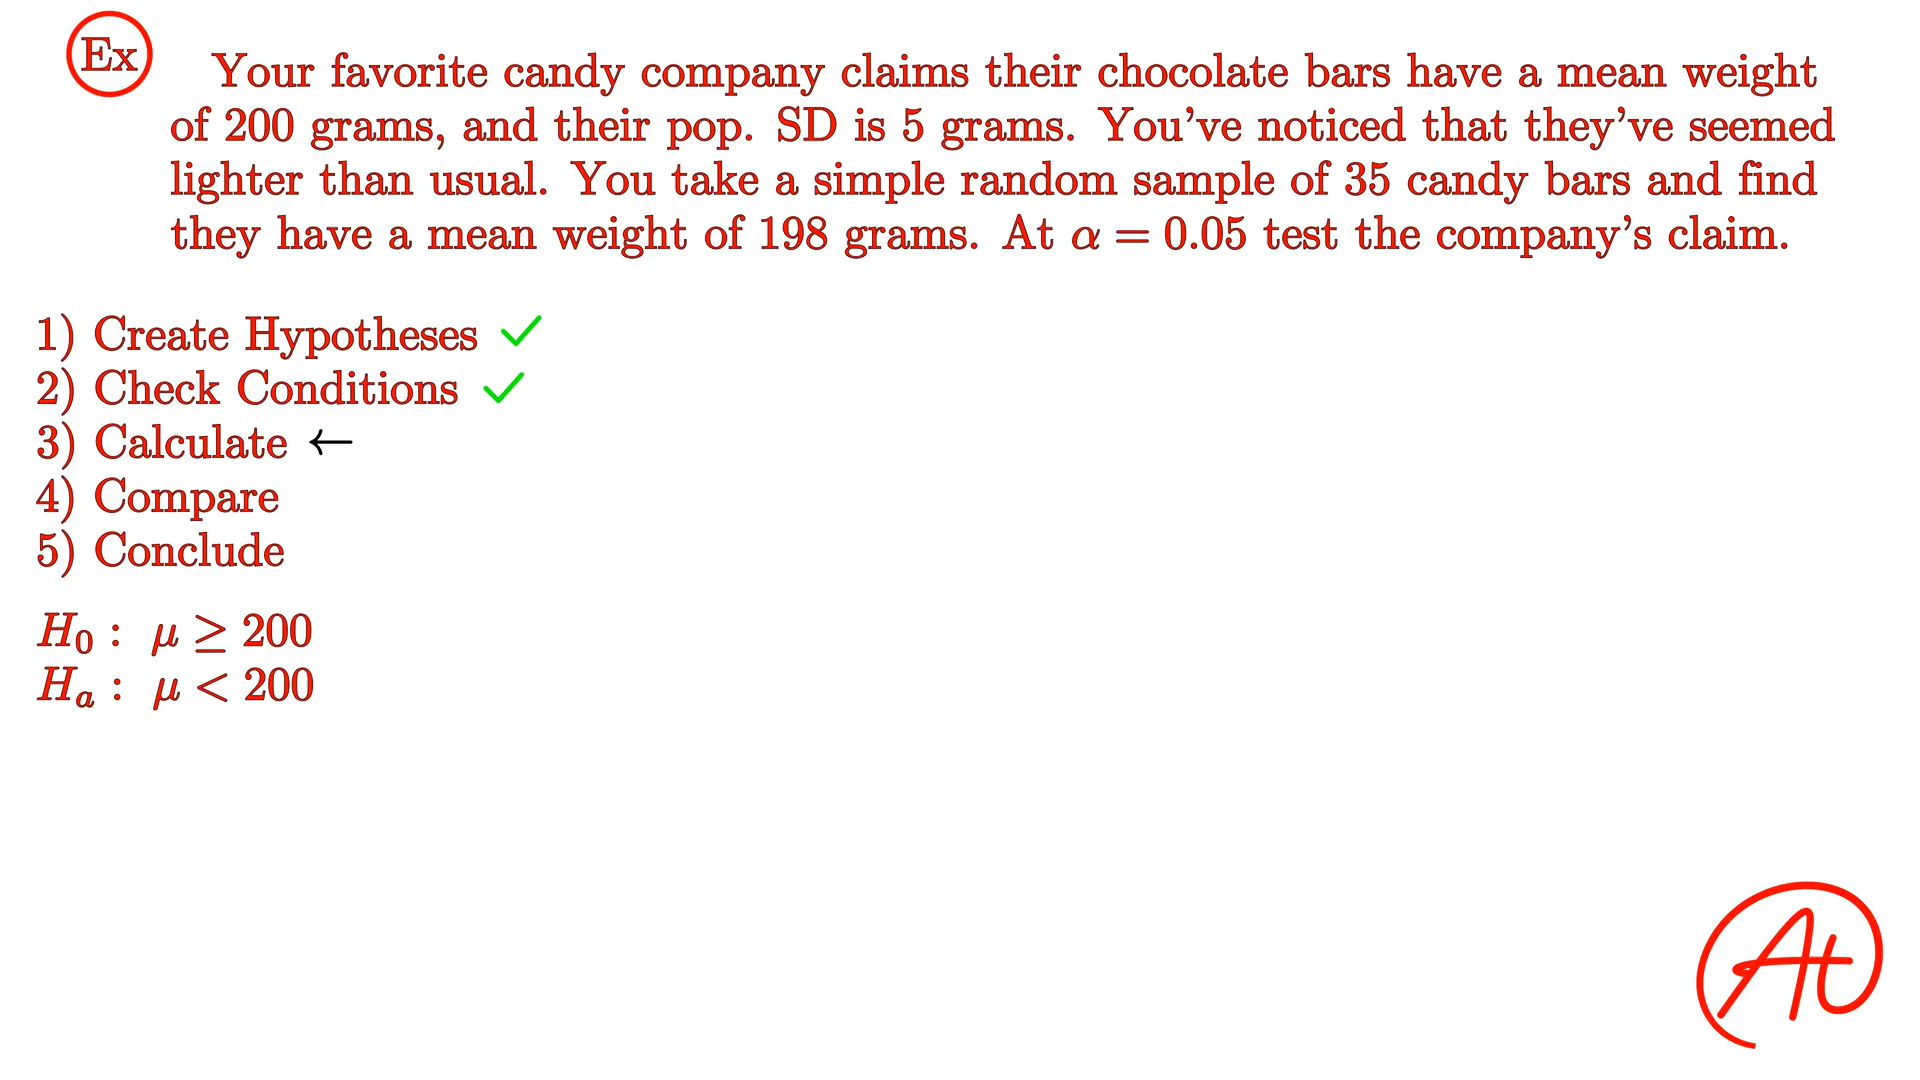 Ex
Your favorite candy company claims their chocolate bars have a mean weight
of 200 grams, and their pop. SD is 5 grams. You've noticed that they've seemed
lighter than usual. You take a simple random sample of 35 candy bars and find
they have a mean weight of 198 grams. At α = 0.05 test the company's claim.
1) Create Hypotheses ✓
2) Check Conditions ✓
3) Calculate ←
4) Compare
5) Conclude
H₀ : μ ≥ 200
Hₐ : μ < 200
At